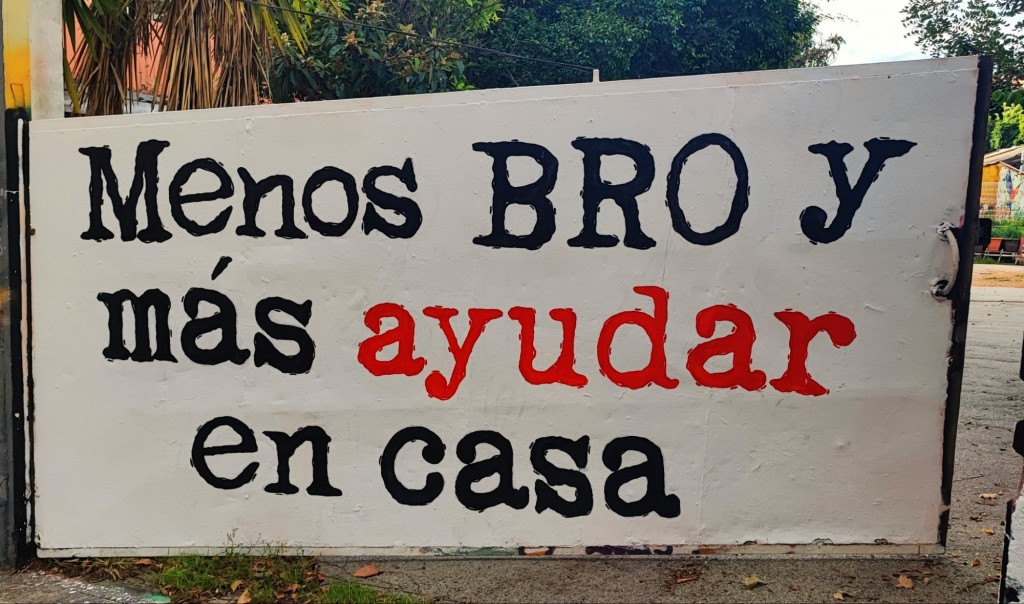 Menos BRO y
más ayudar
en casa